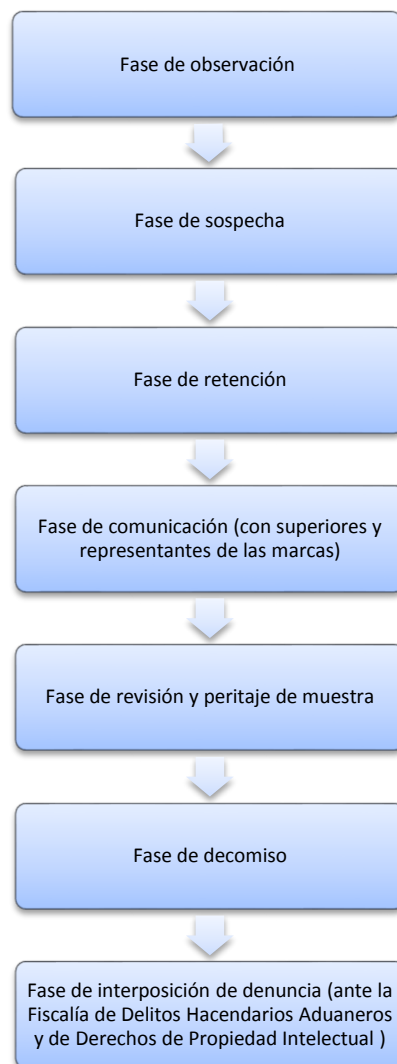 Fase de observación
Fase de sospecha
Fase de retención
Fase de comunicación (con superiores y
representantes de las marcas)
Fase de revisión y peritaje de muestra
Fase de decomiso
Fase de interposición de denuncia (ante la
Fiscalía de Delitos Hacendarios Aduaneros
y de Derechos de Propiedad Intelectual )